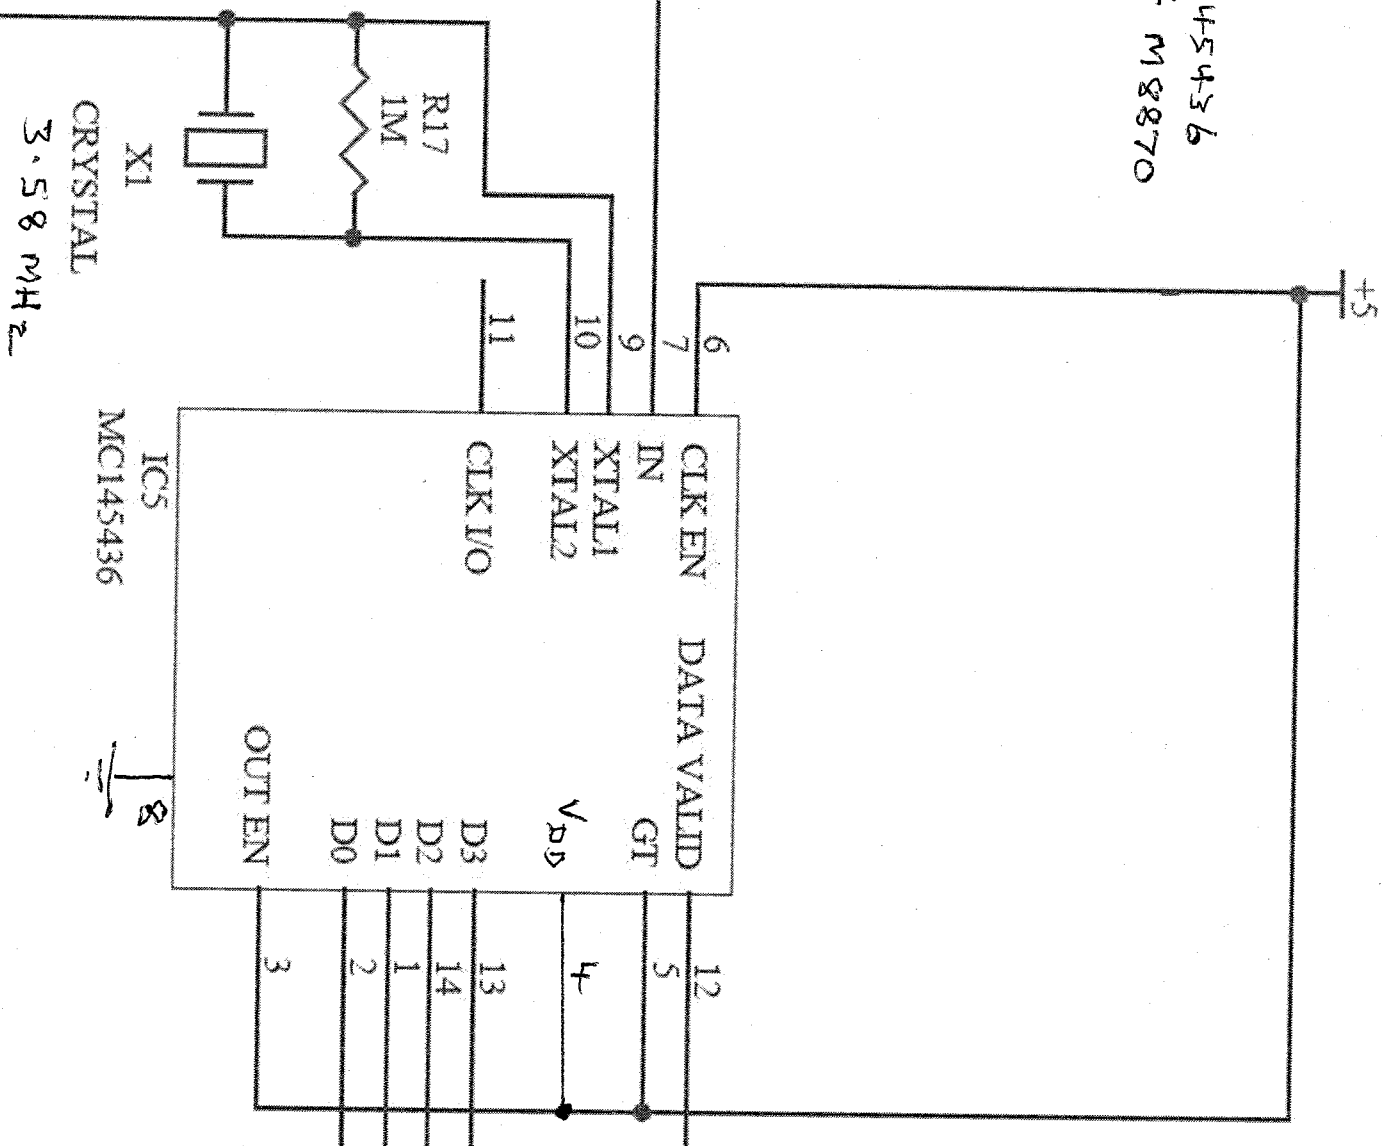 45436
M8870
+5
R17
1M
X1
CRYSTAL
3.58 MHz
6
7
9
10
11
CLK EN
IN
XTAL1
XTAL2
CLK I/O
IC5
MC145436
DATA VALID
GT
VDD
D3
D2
D1
D0
OUT EN
8
12
5
4
13
14
1
2
3